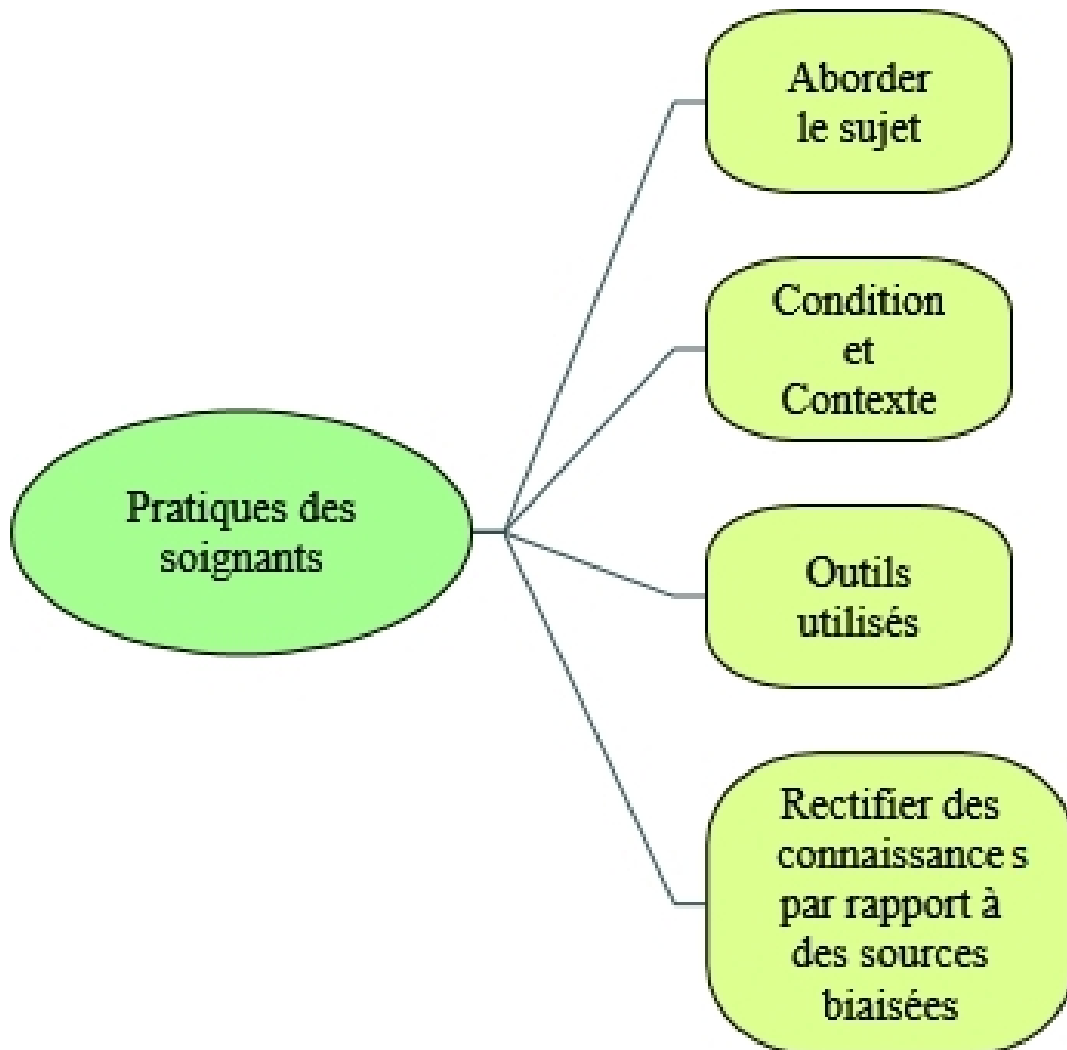 Aborder
le sujet
Condition
et
Contexte
Pratiques des
soignants
Outils
utilisés
Rectifier des
connaissance s
par rapport à
des sources
biaisées